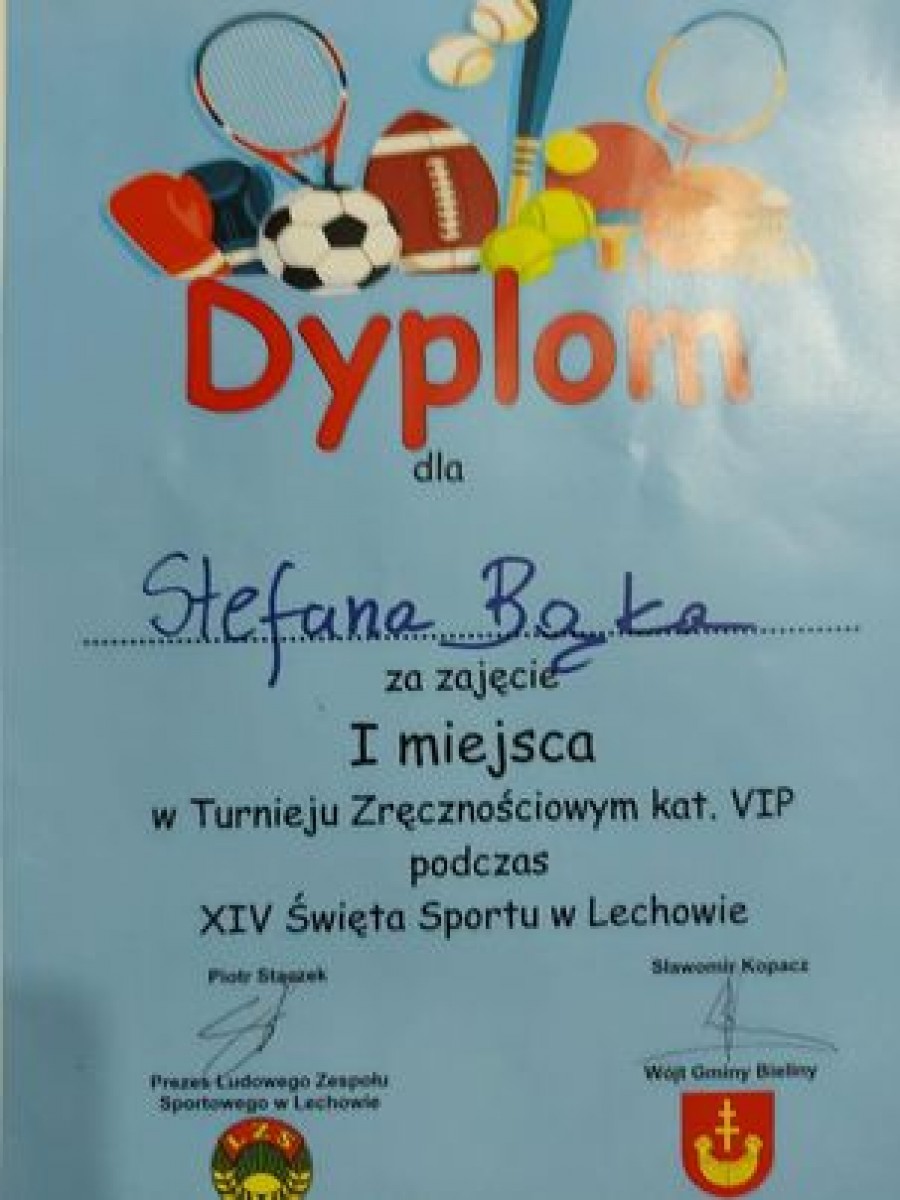 Dyplom
dla
Stefana Bąka
za zajęcie
I miejsca
w Turnieju Zręcznościowym kat. VIP
podczas
XIV Święta Sportu w Lechowie
Piotr
Sławomir Kopacz
Prezes Ludowego Zespołu
Sportowego w Lechowie
Wójt Gminy Bieliny
LZS